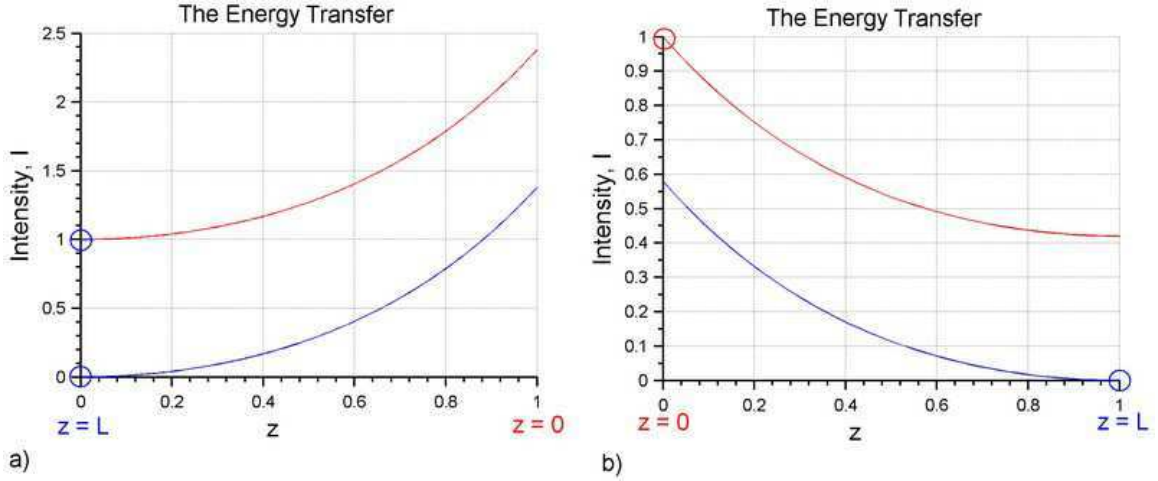 The Energy Transfer
2.5
2
1.5
1
0.5
0
Intensity, I
0 0.2 0.4 0.6 0.8 1
z = L z z = 0
a)
The Energy Transfer
1
0.9
0.8
0.7
0.6
0.5
0.4
0.3
0.2
0.1
0
Intensity, I
0 0.2 0.4 0.6 0.8 1
z = 0 z z = L
b)